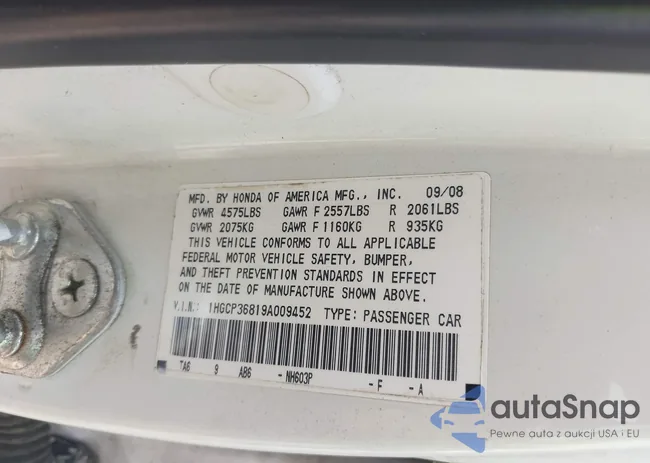 MFD. BY HONDA OF AMERICA MFG., INC. 09/08
GVWR 4575LBS GAWR F 2557LBS R 2061LBS
GVWR 2075KG GAWR F 1160KG R 935KG
THIS VEHICLE CONFORMS TO ALL APPLICABLE
FEDERAL MOTOR VEHICLE SAFETY, BUMPER,
AND THEFT PREVENTION STANDARDS IN EFFECT
ON THE DATE OF MANUFACTURE SHOWN ABOVE.
V.I.N.: 1HGCP36819A009452 TYPE: PASSENGER CAR
TA6 9 AB6 - NH603P - F - A
autaSnap
Pewne auta z aukcji USA i EU